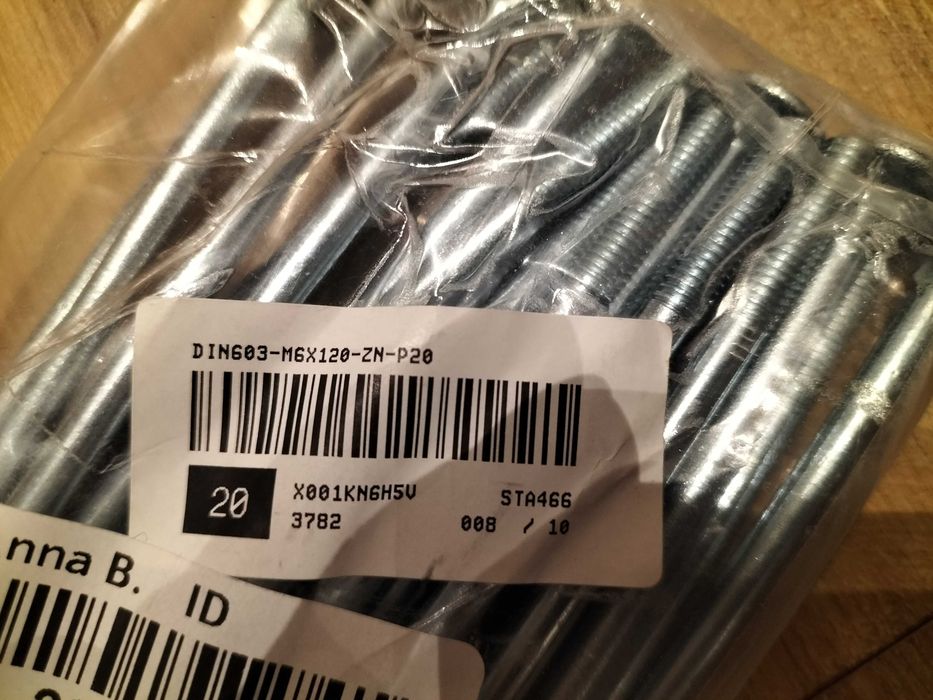 DIN603-M6X120-ZN-P20
20
X001KN6H5V
STA466
3782
008 / 10
nna B. ID